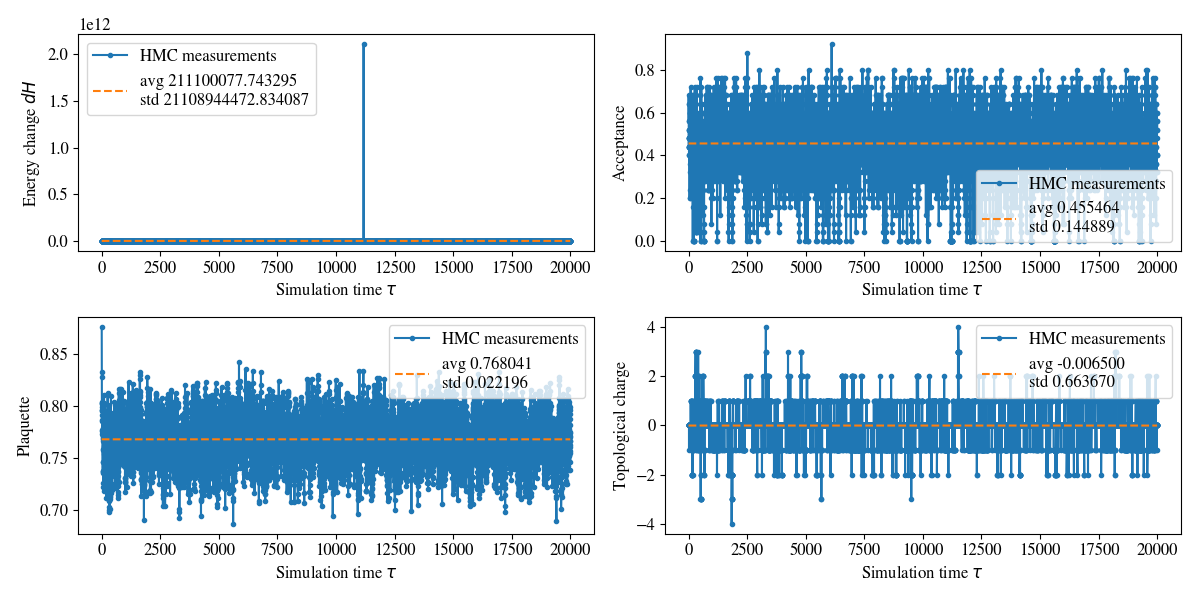 1e12
2.0
1.5
1.0
0.5
0.0
Energy change dH
HMC measurements
avg 211100077.743295
std 21108944472.834087
0 2500 5000 7500 10000 12500 15000 17500 20000
Simulation time τ
0.8
0.6
0.4
0.2
0.0
Acceptance
HMC measurements
avg 0.455464
std 0.144889
0 2500 5000 7500 10000 12500 15000 17500 20000
Simulation time τ
0.85
0.80
0.75
0.70
Plaquette
HMC measurements
avg 0.768041
std 0.022196
0 2500 5000 7500 10000 12500 15000 17500 20000
Simulation time τ
4
2
0
−2
−4
Topological charge
HMC measurements
avg -0.006500
std 0.663670
0 2500 5000 7500 10000 12500 15000 17500 20000
Simulation time τ